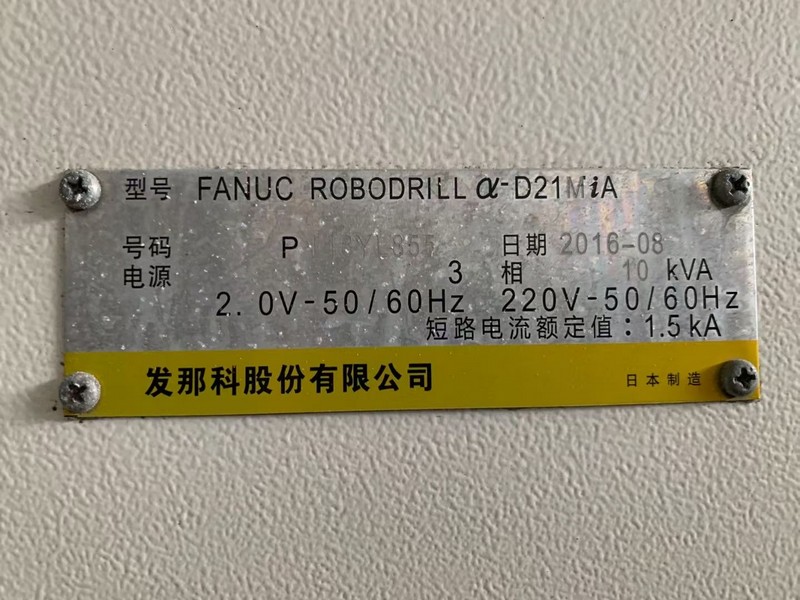 型号 FANUC ROBODRILL α-D21MiA
号码 P 日期 2016-08
电源 3 相 10 kVA
2.0V-50/60Hz 220V-50/60Hz
短路电流额定值：1.5kA
发那科股份有限公司 日本制造